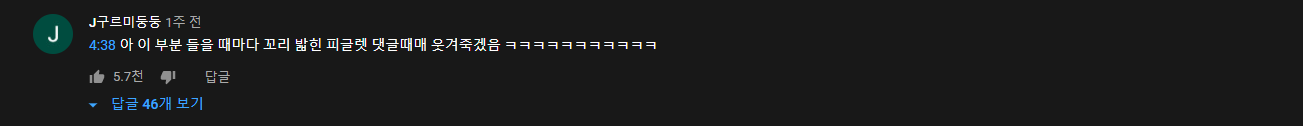 J
J구르미둥둥 1주 전
4:38 아 이 부분 들을 때마다 꼬리 밟힌 피글렛 댓글때매 웃겨죽겠음 ㅋㅋㅋㅋㅋㅋㅋㅋㅋㅋㅋ
5.7천 답글
답글 46개 보기